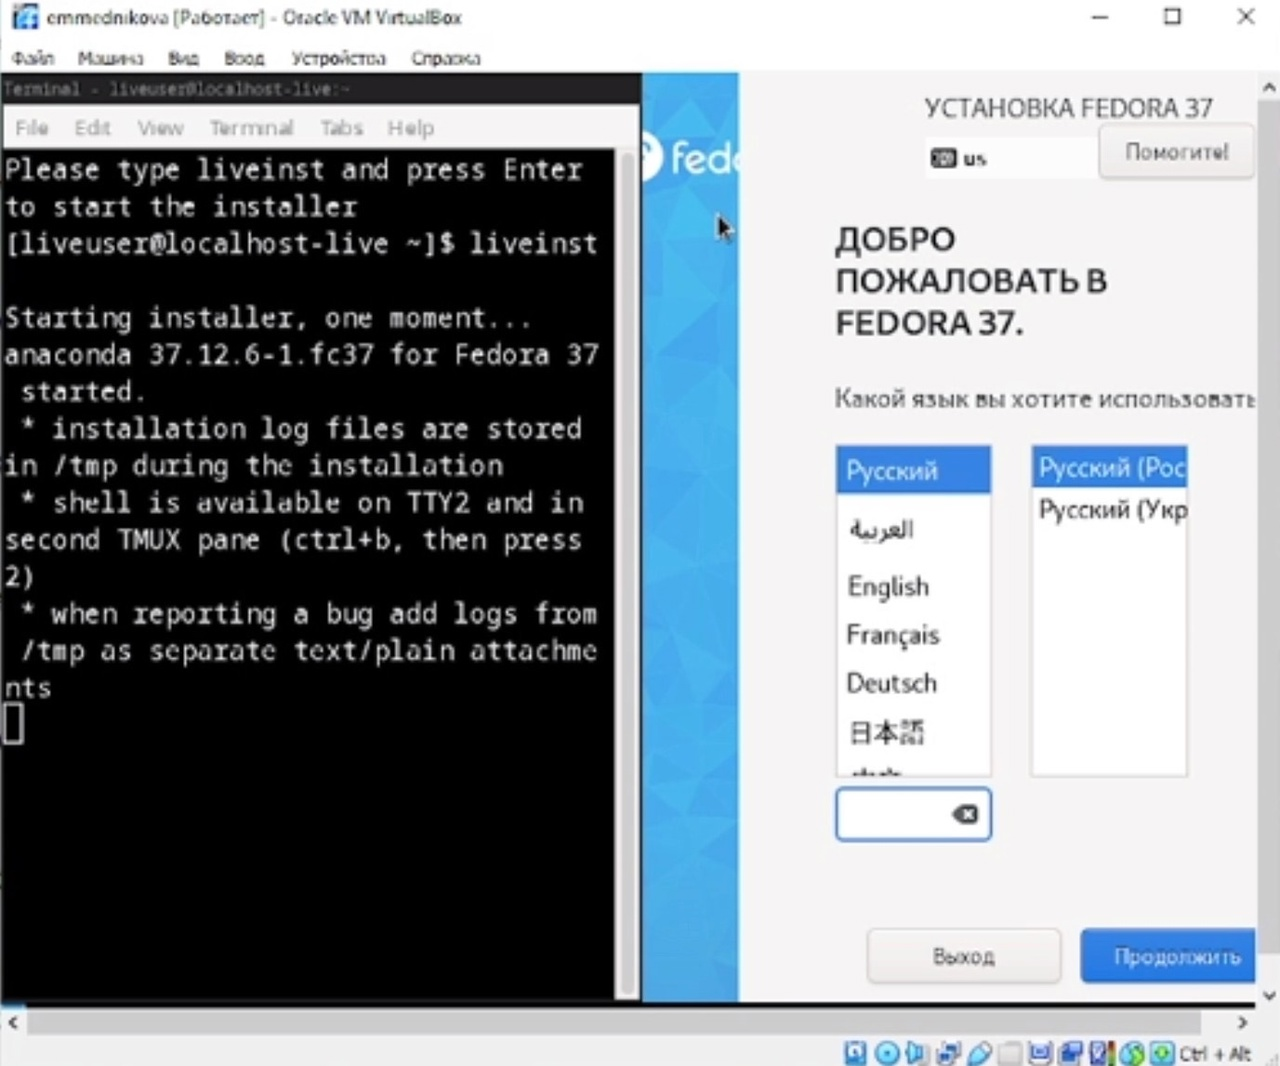 emmednikova [Работает] - Oracle VM VirtualBox
Файл Машина Вид Ввод Устройства Справка
Terminal - liveuser@localhost-live:~
File Edit View Terminal Tabs Help
Please type liveinst and press Enter
to start the installer
[liveuser@localhost-live ~]$ liveinst
Starting installer, one moment...
anaconda 37.12.6-1.fc37 for Fedora 37
started.
* installation log files are stored
in /tmp during the installation
* shell is available on TTY2 and in
second TMUX pane (ctrl+b, then press
2)
* when reporting a bug add logs from
/tmp as separate text/plain attachme
nts
fedo
УСТАНОВКА FEDORA 37
us
Помогите!
ДОБРО
ПОЖАЛОВАТЬ В
FEDORA 37.
Какой язык вы хотите использовать
Русский
العربية
English
Français
Deutsch
日本語
Русский (Рос
Русский (Укр
Выход
Продолжить
Ctrl + Alt